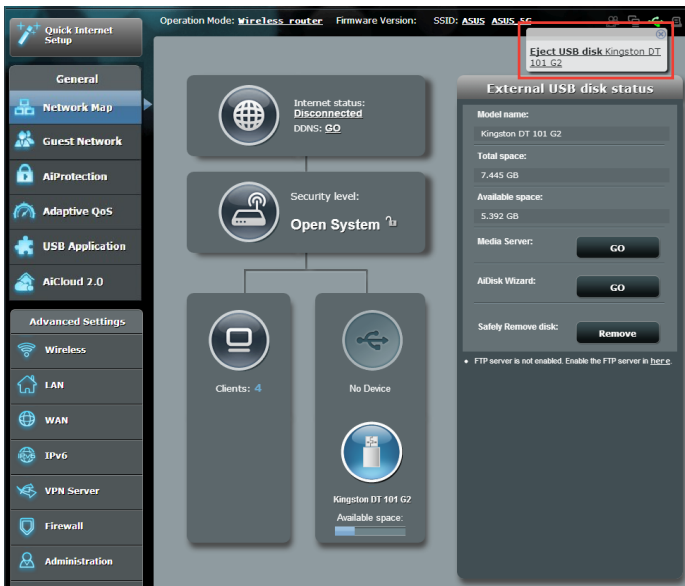 Quick Internet
Setup
Operation Mode: Wireless router Firmware Version: SSID: ASUS ASUS_5G
Eject USB disk Kingston DT
101 G2
General
Network Map
Guest Network
AiProtection
Adaptive QoS
USB Application
AiCloud 2.0
Advanced Settings
Wireless
LAN
WAN
IPv6
VPN Server
Firewall
Administration
Internet status:
Disconnected
DDNS: GO
Security level:
Open System
Clients: 4
No Device
Kingston DT 101 G2
Available space:
External USB disk status
Model name:
Kingston DT 101 G2
Total space:
7.445 GB
Available space:
5.392 GB
Media Server: GO
AiDisk Wizard: GO
Safely Remove disk: Remove
• FTP server is not enabled. Enable the FTP server in here.